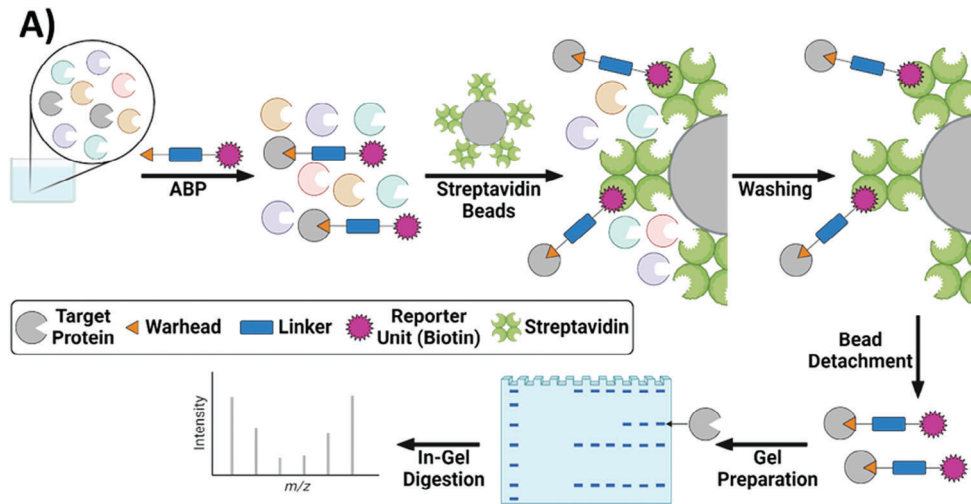 A)
ABP
Streptavidin
Beads
Washing
Target
Protein
Warhead
Linker
Reporter
Unit (Biotin)
Streptavidin
Bead
Detachment
Intensity
m/z
In-Gel
Digestion
Gel
Preparation